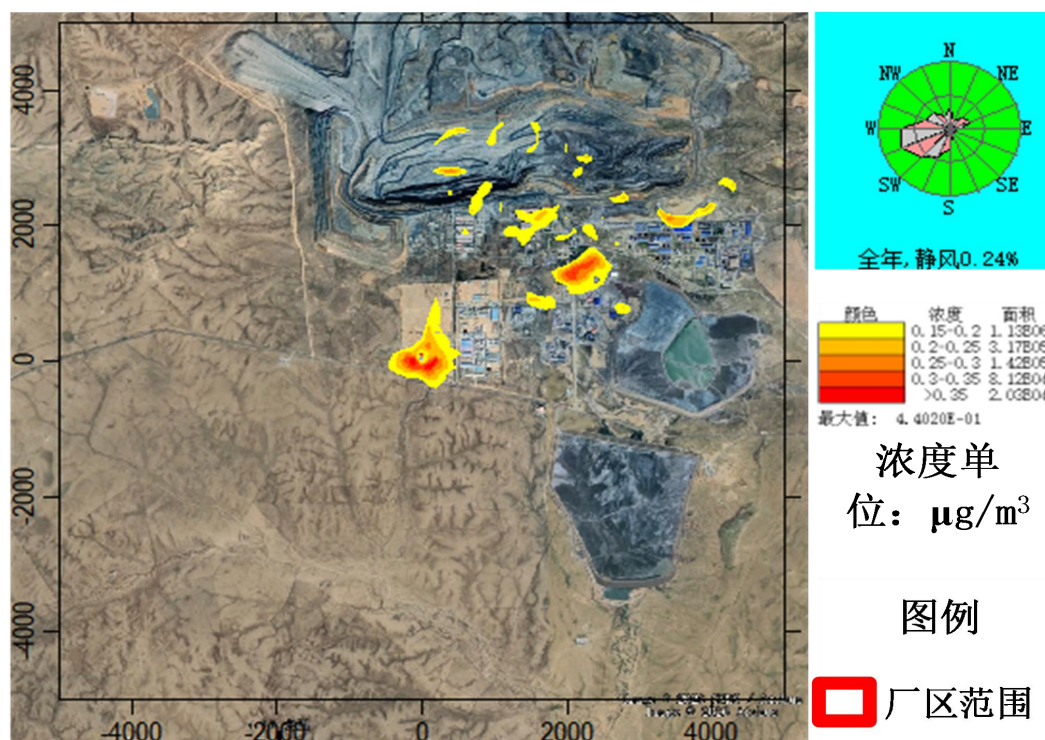 4000
2000
0
-2000
-4000
-4000
-2000
0
2000
4000
N
NW
NE
W
E
SW
SE
S
全年,静风0.24%
颜色 浓度 面积
0.15-0.2 1.13E06
0.2-0.25 3.17E05
0.25-0.3 1.42E05
0.3-0.35 8.12E04
>0.35 2.03E04
最大值: 4.4020E-01
浓度单
位：μg/m³
图例
厂区范围